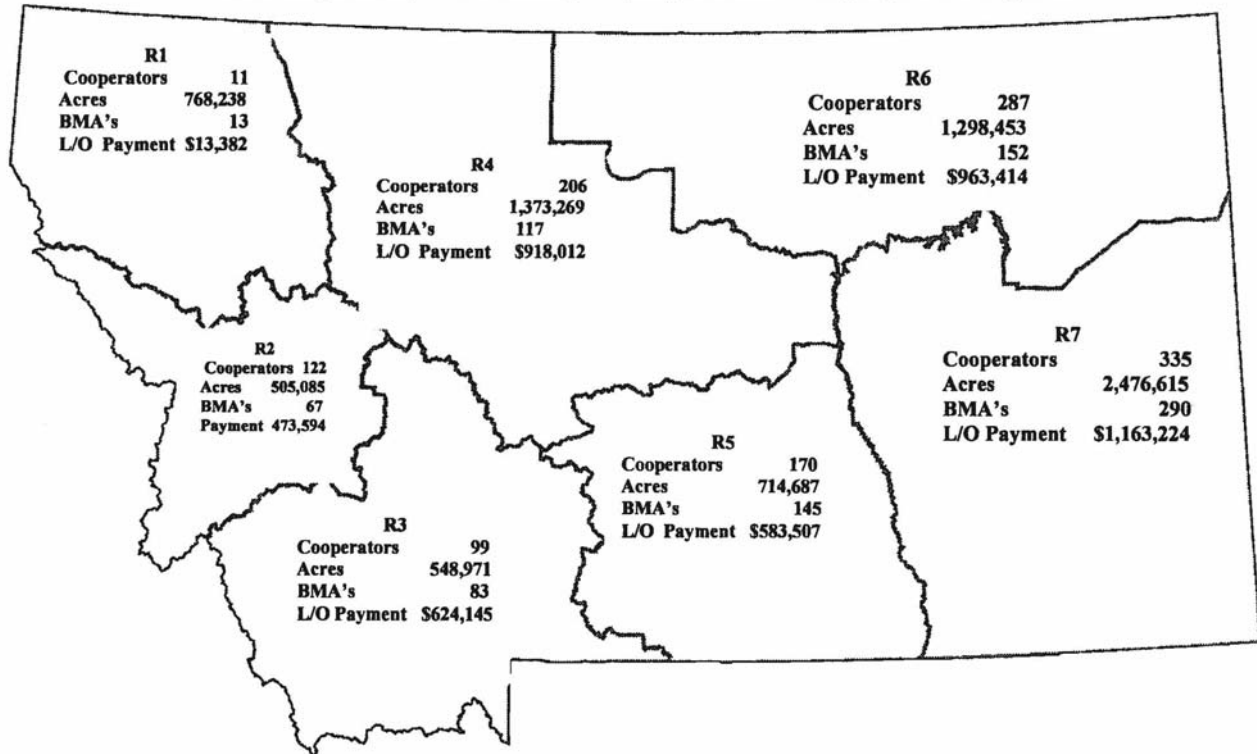 R1
Cooperators 11
Acres 768,238
BMA's 13
L/O Payment $13,382
R6
Cooperators 287
Acres 1,298,453
BMA's 152
L/O Payment $963,414
R4
Cooperators 206
Acres 1,373,269
BMA's 117
L/O Payment $918,012
R2
Cooperators 122
Acres 505,085
BMA's 67
Payment 473,594
R7
Cooperators 335
Acres 2,476,615
BMA's 290
L/O Payment $1,163,224
R5
Cooperators 170
Acres 714,687
BMA's 145
L/O Payment $583,507
R3
Cooperators 99
Acres 548,971
BMA's 83
L/O Payment $624,145